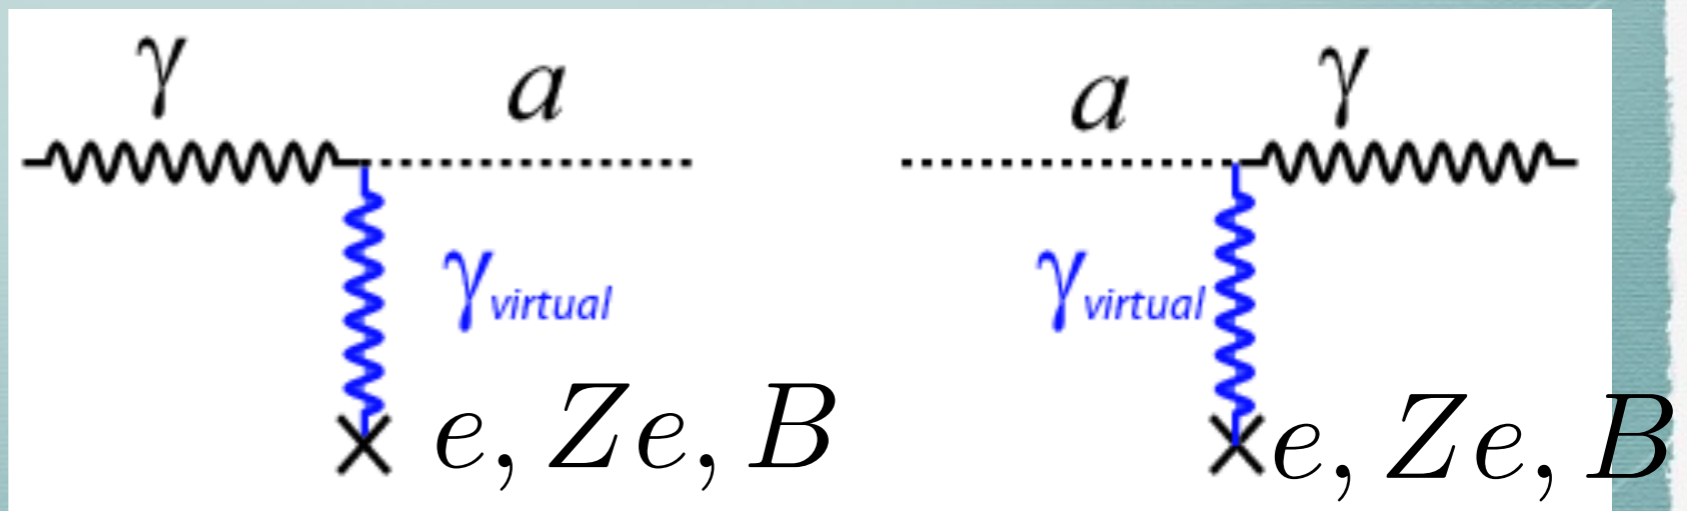 γ a a γ
γvirtual γvirtual
e, Ze, B e, Ze, B